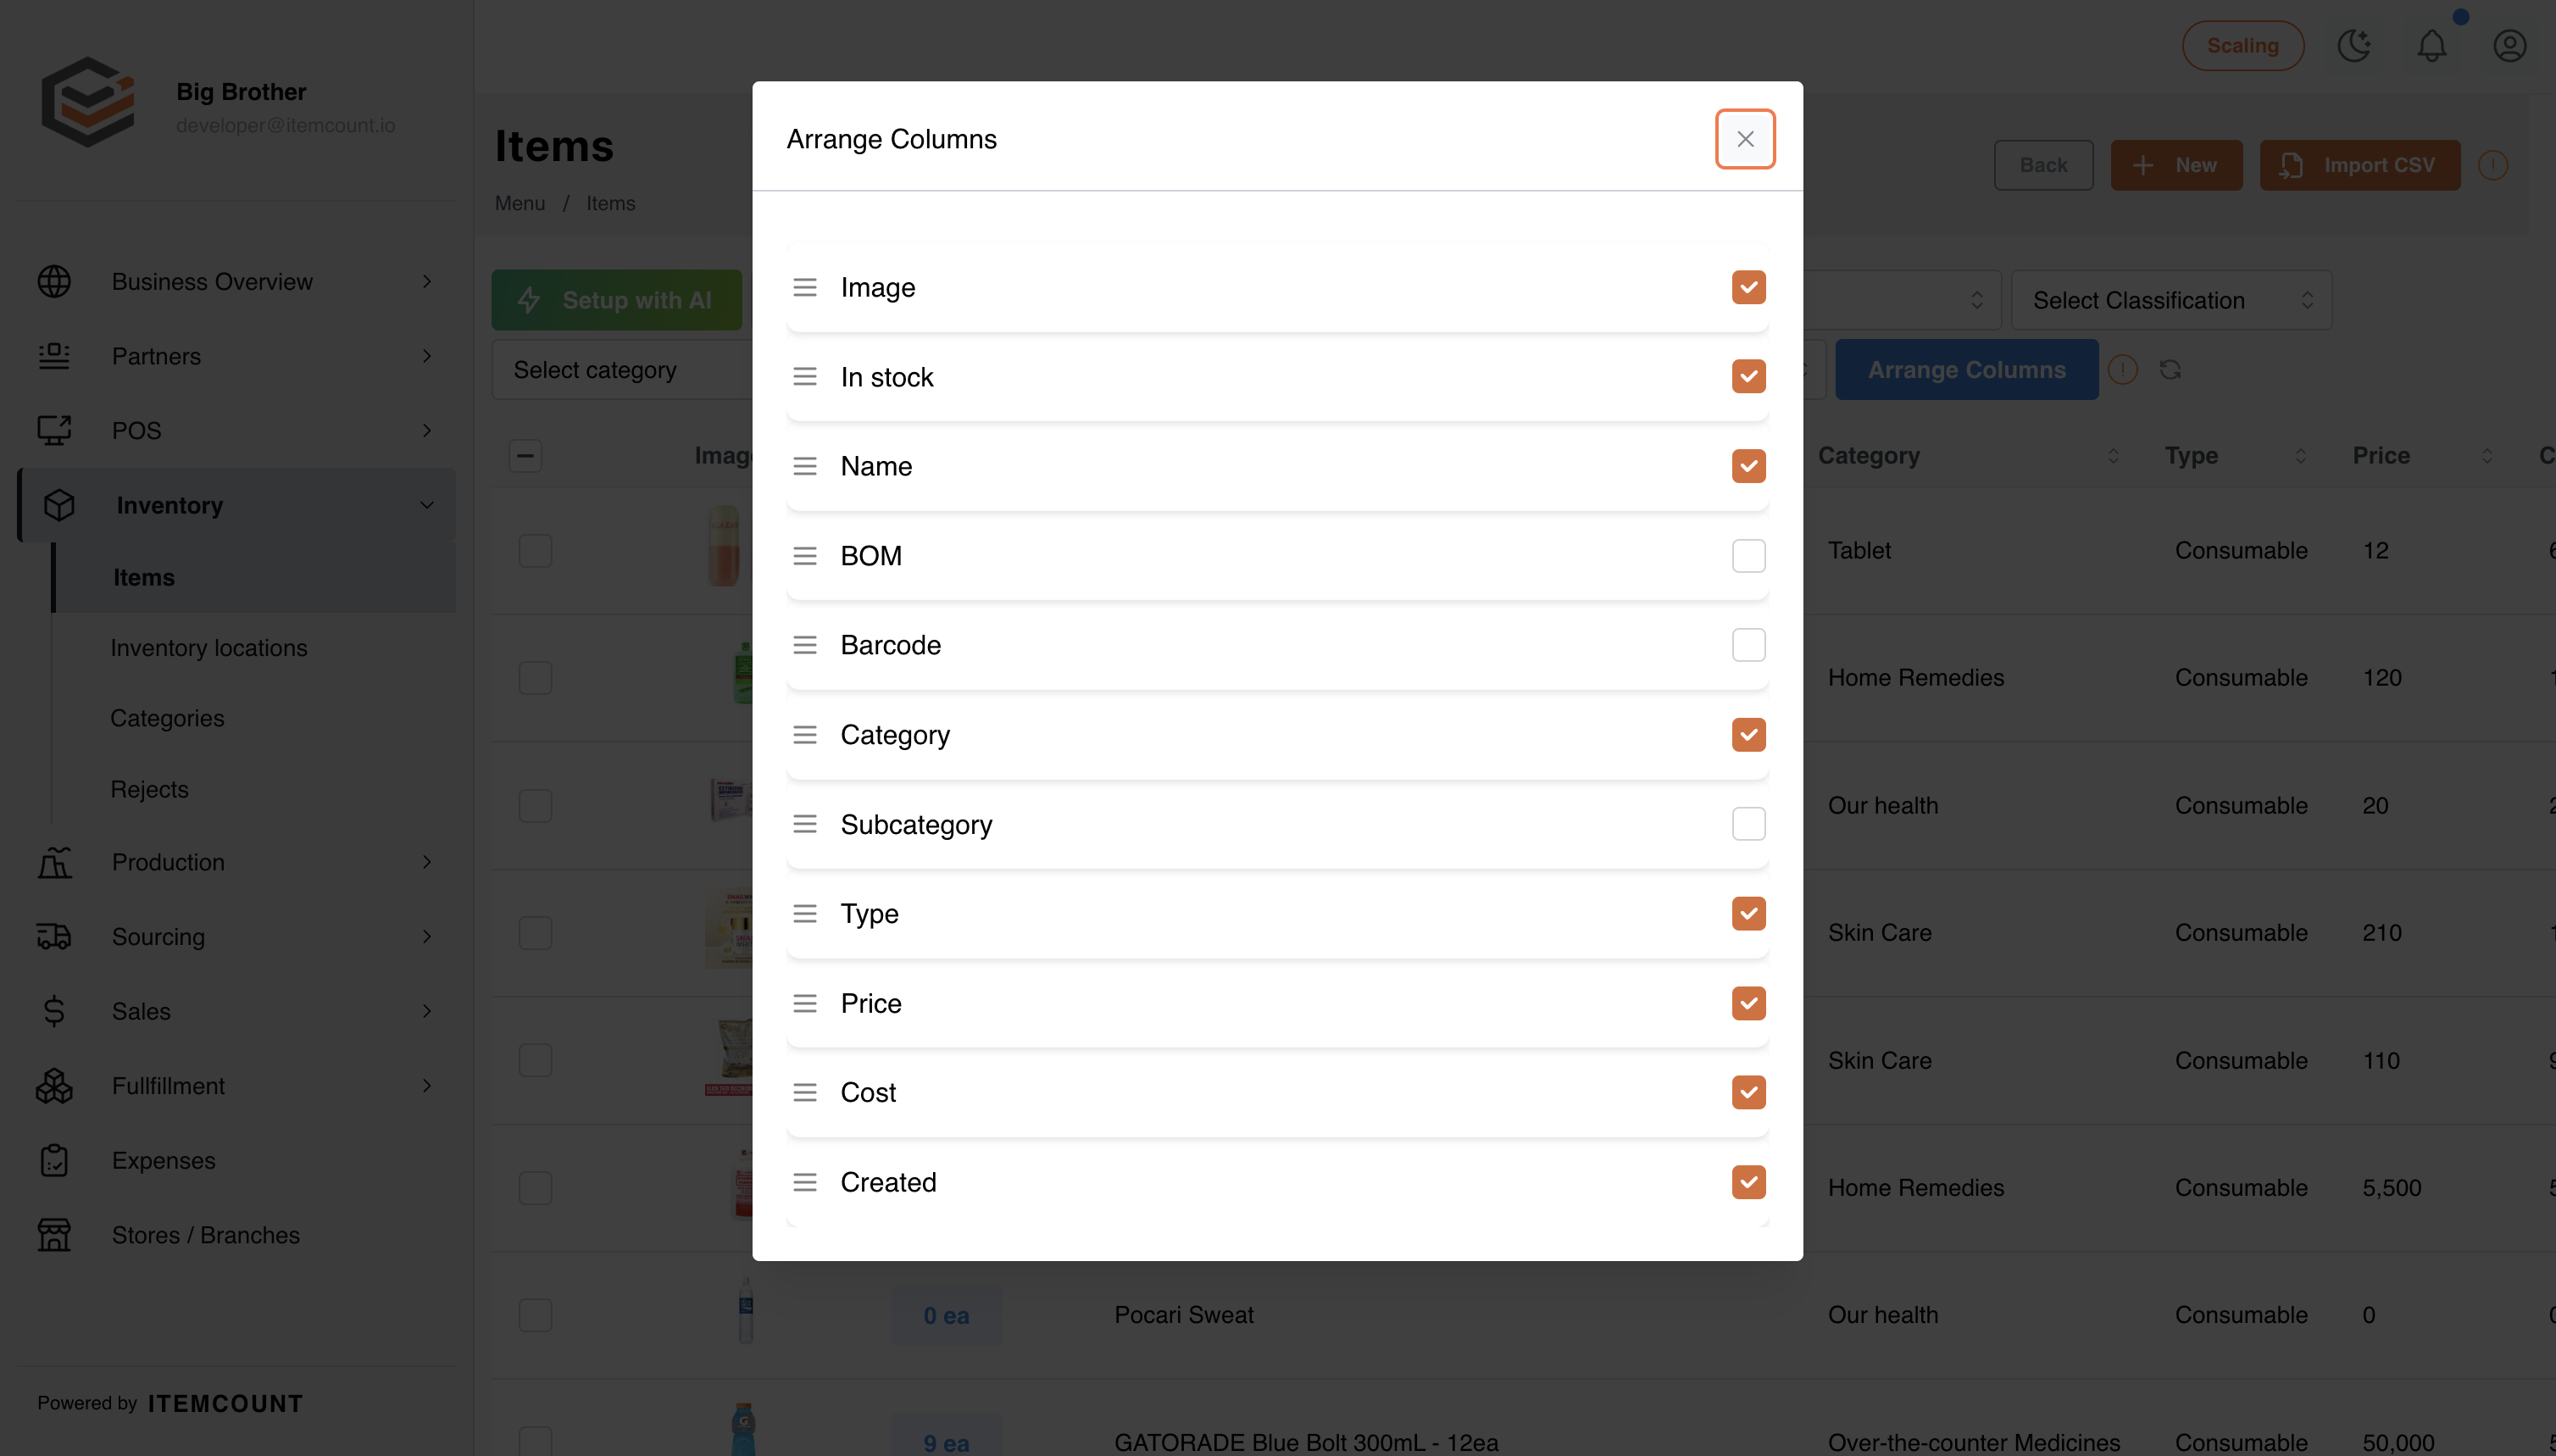 Big Brother
developer@itemcount.io
Business Overview
Partners
POS
Inventory
Items
Inventory locations
Categories
Rejects
Production
Sourcing
Sales
Fullfillment
Expenses
Stores / Branches
Powered by ITEMCOUNT
Scaling
Items
Menu / Items
Back
New
Import CSV
Setup with AI
Select Classification
Select category
Arrange Columns
Category Type Price
Tablet Consumable 12
Home Remedies Consumable 120
Our health Consumable 20
Skin Care Consumable 210
Skin Care Consumable 110
Home Remedies Consumable 5,500
0 ea Pocari Sweat Our health Consumable 0
9 ea GATORADE Blue Bolt 300mL - 12ea Over-the-counter Medicines Consumable 50,000
Arrange Columns
Image
In stock
Name
BOM
Barcode
Category
Subcategory
Type
Price
Cost
Created